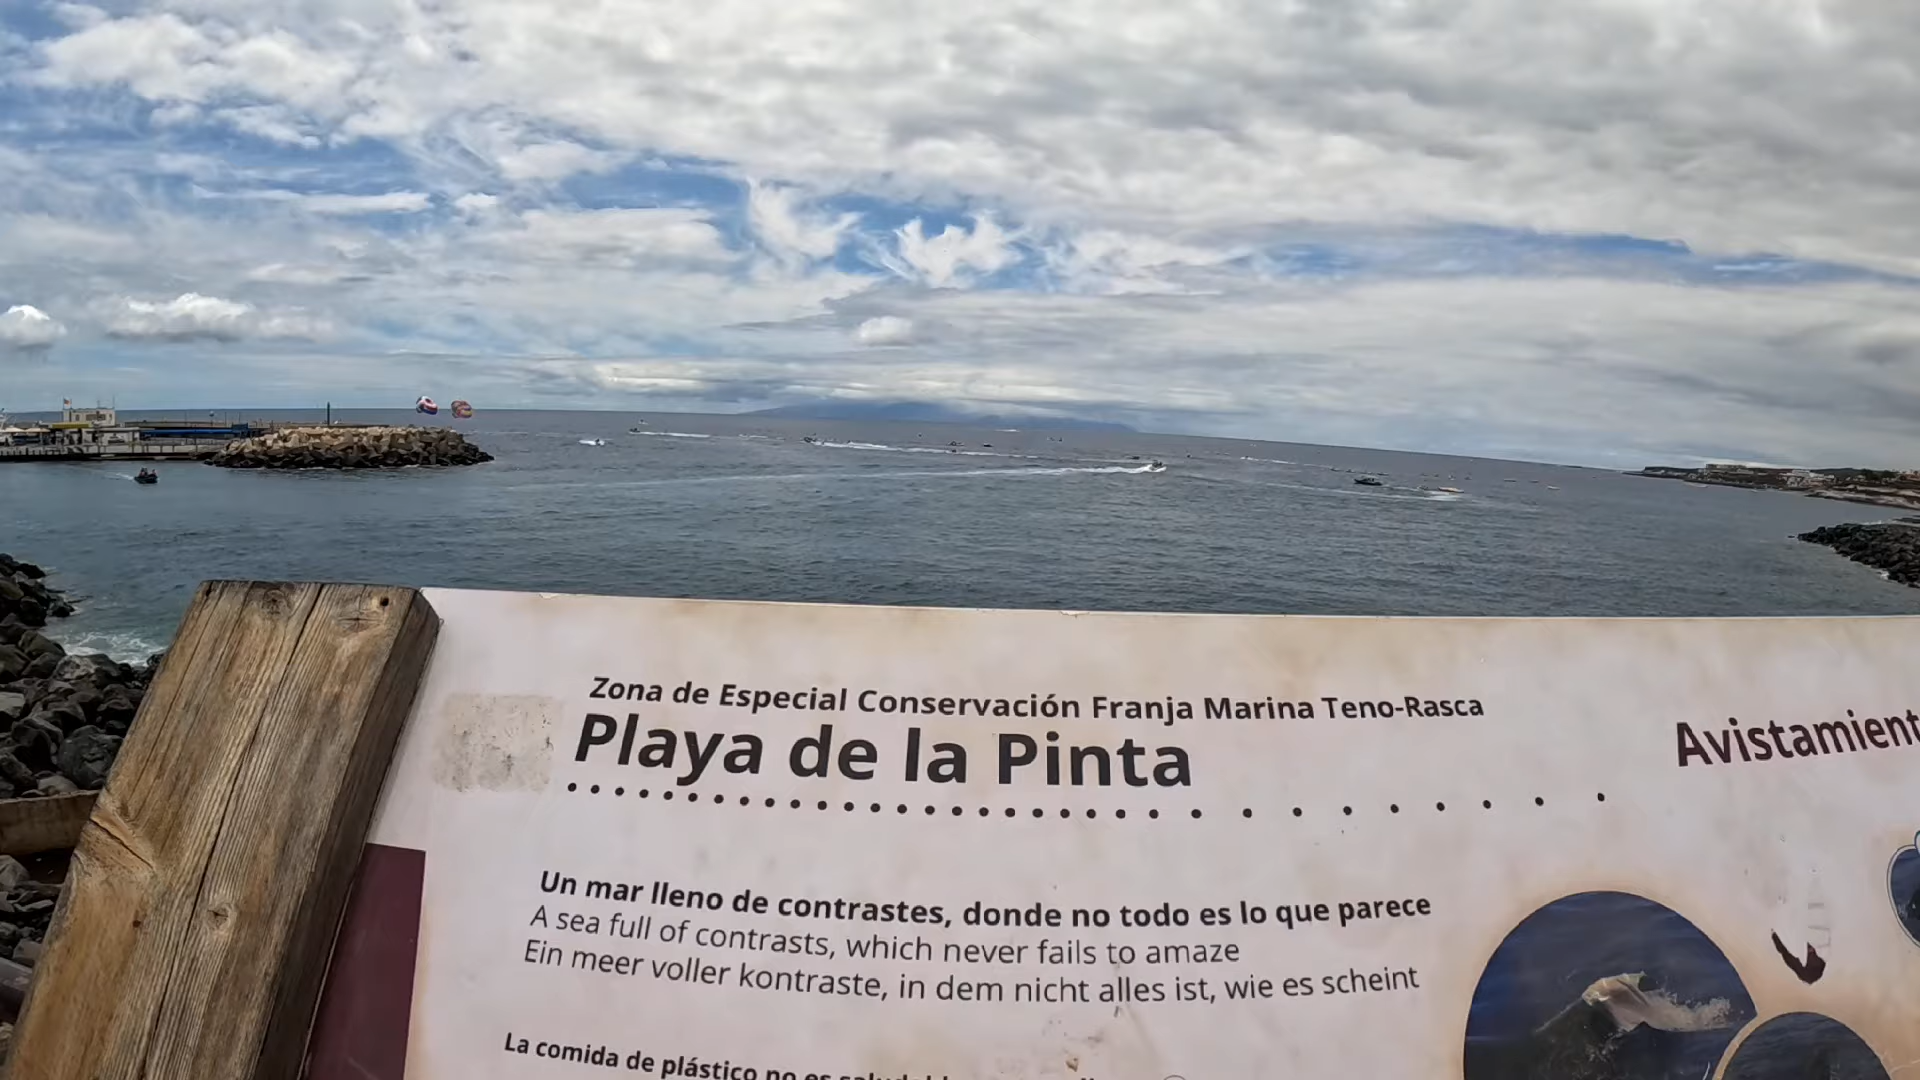 Zona de Especial Conservación Franja Marina Teno-Rasca
Playa de la Pinta
Un mar lleno de contrastes, donde no todo es lo que parece
A sea full of contrasts, which never fails to amaze
Ein meer voller kontraste, in dem nicht alles ist, wie es scheint
La comida de plástico no es
Avistamient